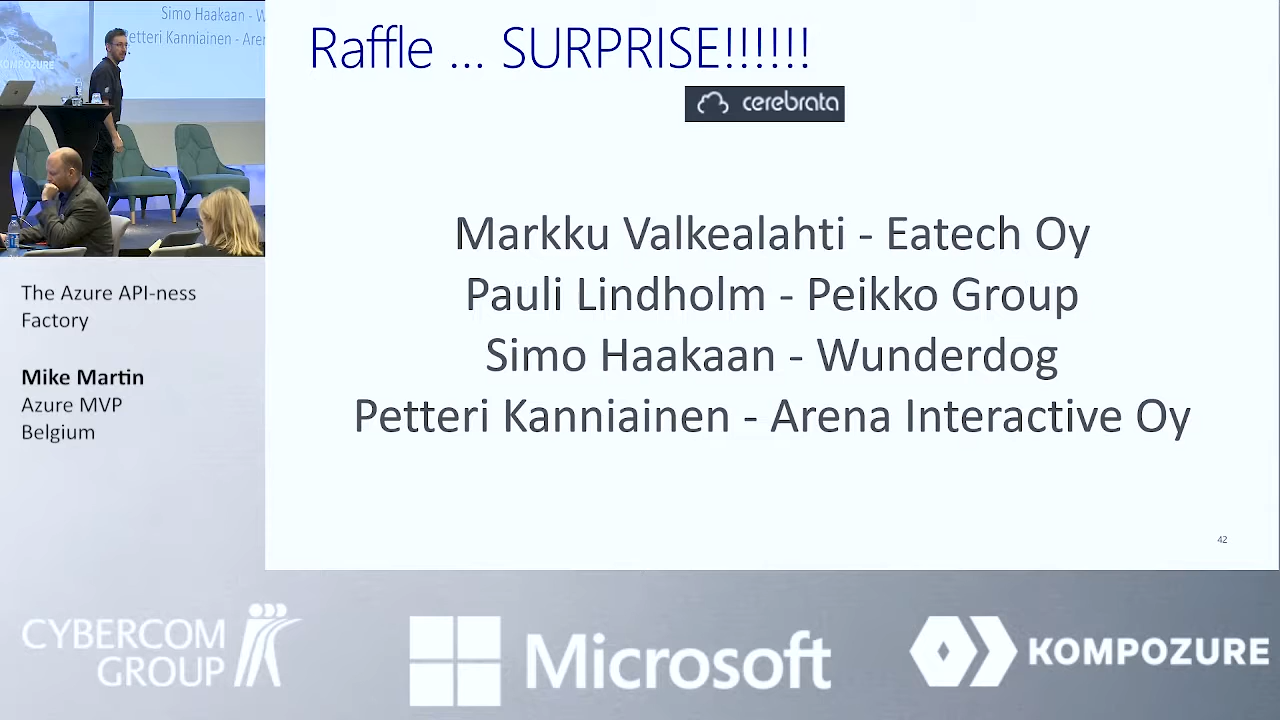 Simo Haakaan - W
etteri Kanniainen - Aren
KOMPOZURE
Raffle ... SURPRISE!!!!!!
cerebrata
Markku Valkealahti - Eatech Oy
Pauli Lindholm - Peikko Group
Simo Haakaan - Wunderdog
Petteri Kanniainen - Arena Interactive Oy
42
The Azure API-ness
Factory
Mike Martin
Azure MVP
Belgium
CYBERCOM
GROUP
Microsoft
KOMPOZURE